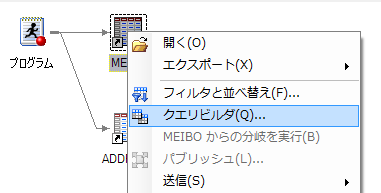 プログラム
ME
ADD
開く(O)
エクスポート(X)
フィルタと並べ替え(F)...
クエリビルダ(Q)...
MEIBO からの分岐を実行(B)
パブリッシュ(L)...
送信(S)